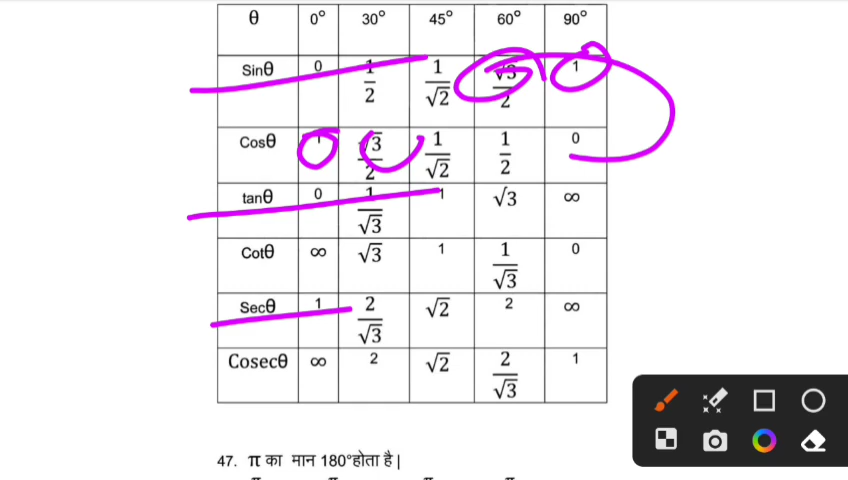 θ 0° 30° 45° 60° 90°
Sinθ 0 1/2 1/√2 √3/2 1
Cosθ 1 √3/2 1/√2 1/2 0
tanθ 0 1/√3 1 √3 ∞
Cotθ ∞ √3 1 1/√3 0
Secθ 1 2/√3 √2 2 ∞
Cosecθ ∞ 2 √2 2/√3 1
47. π का मान 180°होता है |